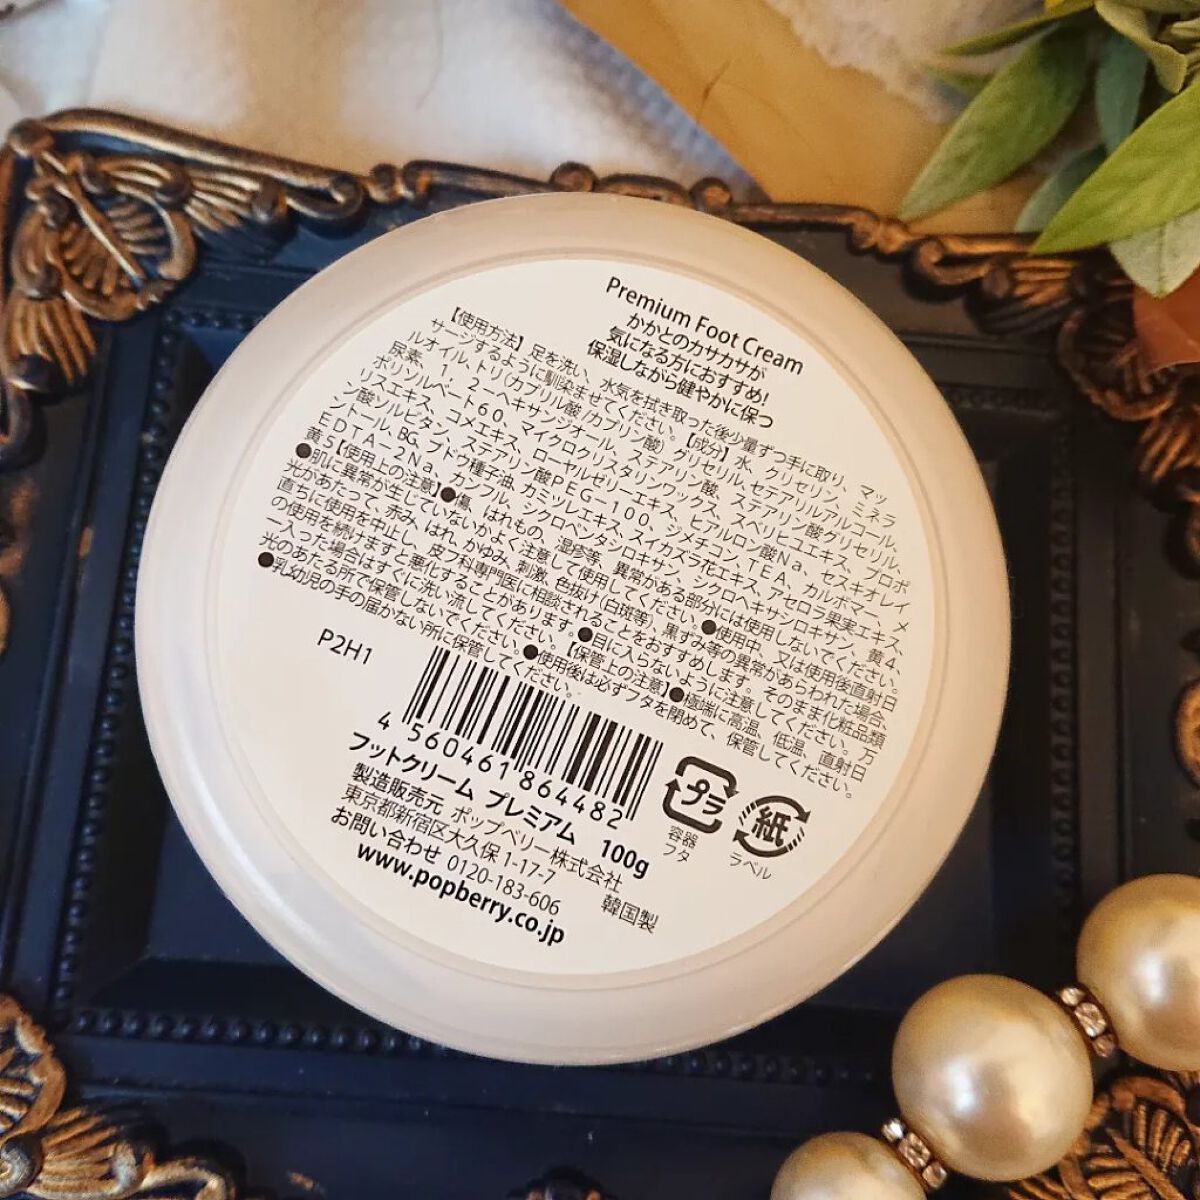 Premium Foot Cream
かかとのカサカサが
気になる方におすすめ!
保湿しながら健やかに保つ
【使用方法】足を洗い、水気を拭き取った後少量ずつ手に取り、マッ
サージするように馴染ませてください。【成分】水、グリセリン、ミネラ
ルオイル、トリ(カプリル酸/カプリン酸)グリセリル、セテアリルアルコール、
尿素、1，2－ヘキサンジオール、ステアリン酸、ステアリン酸グリセリル、
ポリソルベート60、マイクロクリスタリンワックス、スベリヒユエキス、プロポ
リスエキス、コメエキス、ローヤルゼリーエキス、ヒアルロン酸Na、セスキオレイ
ン酸ソルビタン、ステアリン酸PEG－100、ジメチコン、TEA、カルボマー、メ
ントール、BG、ブドウ種子油、カミツレエキス、スイカズラ花エキス、アセロラ果実エキス、
EDTA－2Na、カンフル、シクロペンタシロキサン、シクロヘキサシロキサン、黄4、
黄5【使用上の注意】●傷、はれもの、湿疹等、異常がある部分には使用しないでください。
●肌に異常が生じていないかよく注意して使用してください。●使用中、又は使用後直射日
光があたって、赤み、はれ、かゆみ、刺激、色抜け(白斑等)、黒ずみ等の異常があらわれた場合、
直ちに使用を中止し、皮フ科専門医に相談されることをおすすめします。そのまま化粧品類
の使用を続けますと悪化することがあります。●目に入らないように注意してください。万
一入った場合はすぐに洗い流してください。【保管上の注意】●極端に高温、低温、直射日
光のあたる所で保管しないでください。●使用後は必ずフタを閉めて、保管してください。
●乳幼児の手の届かない所に保管してください。
P2H1
4 560461 864482
プラ
容器
フタ
紙
ラベル
フットクリーム プレミアム 100g
製造販売元 ポップベリー株式会社
東京都新宿区大久保1-17-7
お問い合わせ 0120-183-606 韓国製
www.popberry.co.jp